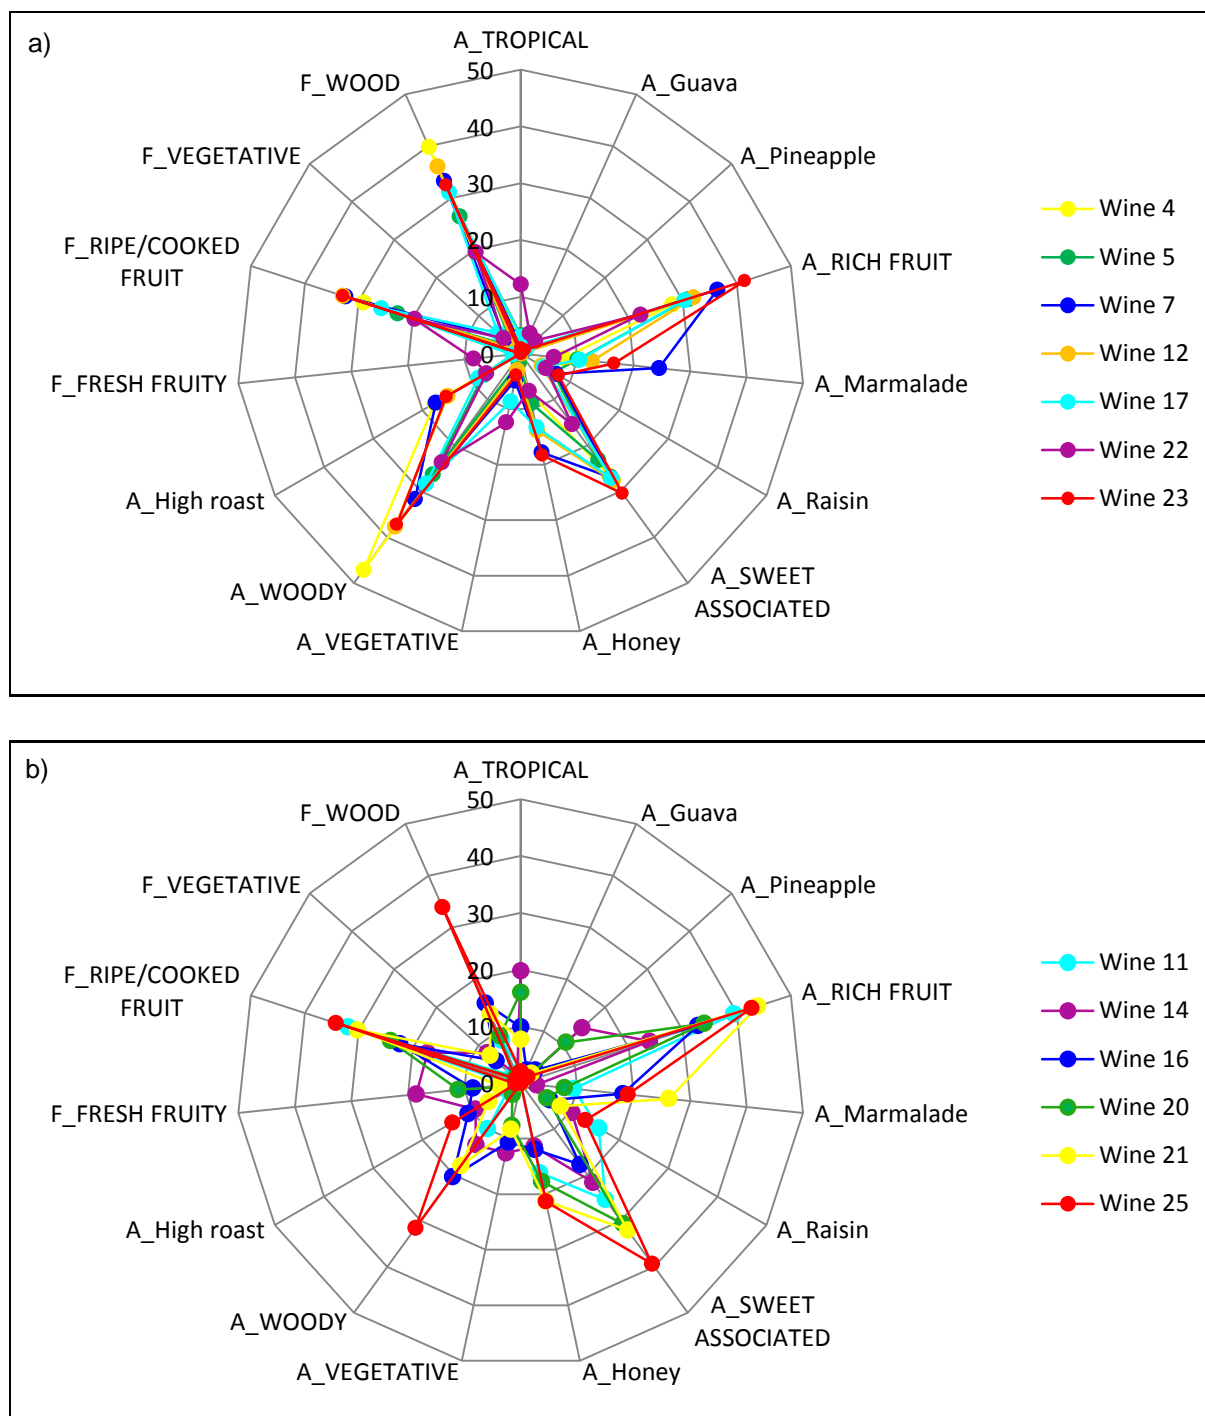 a)
A_TROPICAL
F_WOOD
50
A_Guava
40
F_VEGETATIVE
A_Pineapple
30
20
F_RIPE/COOKED
FRUIT
A_RICH FRUIT
10
0
F_FRESH FRUITY
A_Marmalade
A_High roast
A_Raisin
A_WOODY
A_SWEET
ASSOCIATED
A_VEGETATIVE
A_Honey
Wine 4
Wine 5
Wine 7
Wine 12
Wine 17
Wine 22
Wine 23
b)
A_TROPICAL
F_WOOD
50
A_Guava
40
F_VEGETATIVE
A_Pineapple
30
20
F_RIPE/COOKED
FRUIT
A_RICH FRUIT
10
0
F_FRESH FRUITY
A_Marmalade
A_High roast
A_Raisin
A_WOODY
A_SWEET
ASSOCIATED
A_VEGETATIVE
A_Honey
Wine 11
Wine 14
Wine 16
Wine 20
Wine 21
Wine 25